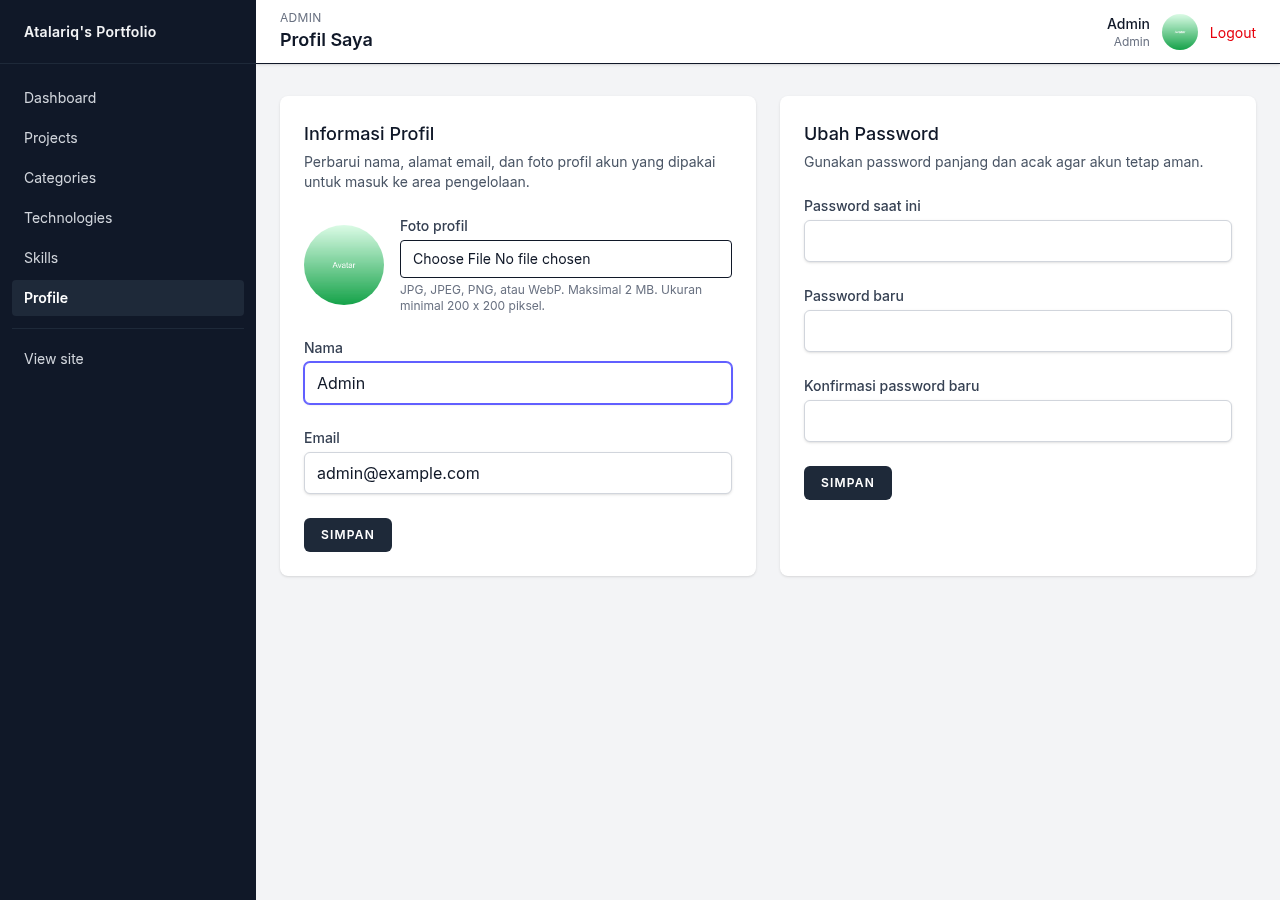 Atalariq's Portfolio
Dashboard
Projects
Categories
Technologies
Skills
Profile
View site
ADMIN
Profil Saya
Admin
Admin
Logout
Informasi Profil
Perbarui nama, alamat email, dan foto profil akun yang dipakai
untuk masuk ke area pengelolaan.
Avatar
Foto profil
Choose File No file chosen
JPG, JPEG, PNG, atau WebP. Maksimal 2 MB. Ukuran
minimal 200 x 200 piksel.
Nama
Admin
Email
admin@example.com
SIMPAN
Ubah Password
Gunakan password panjang dan acak agar akun tetap aman.
Password saat ini
Password baru
Konfirmasi password baru
SIMPAN